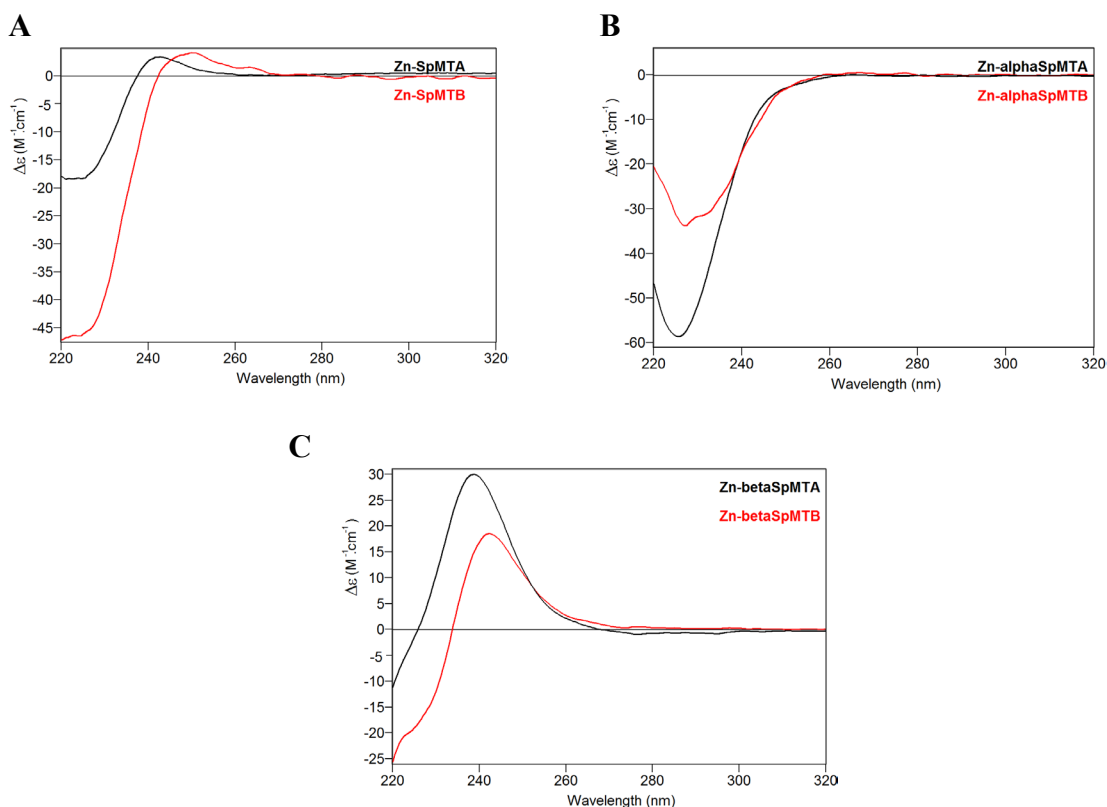 A
Zn-SpMTA
Zn-SpMTB
Δε (M⁻¹.cm⁻¹)
0
-5
-10
-15
-20
-25
-30
-35
-40
-45
220 240 260 280 300 320
Wavelength (nm)
B
Zn-alphaSpMTA
Zn-alphaSpMTB
Δε (M⁻¹.cm⁻¹)
0
-10
-20
-30
-40
-50
-60
220 240 260 280 300 320
Wavelength (nm)
C
Zn-betaSpMTA
Zn-betaSpMTB
Δε (M⁻¹.cm⁻¹)
30
25
20
15
10
5
0
-5
-10
-15
-20
-25
220 240 260 280 300 320
Wavelength (nm)